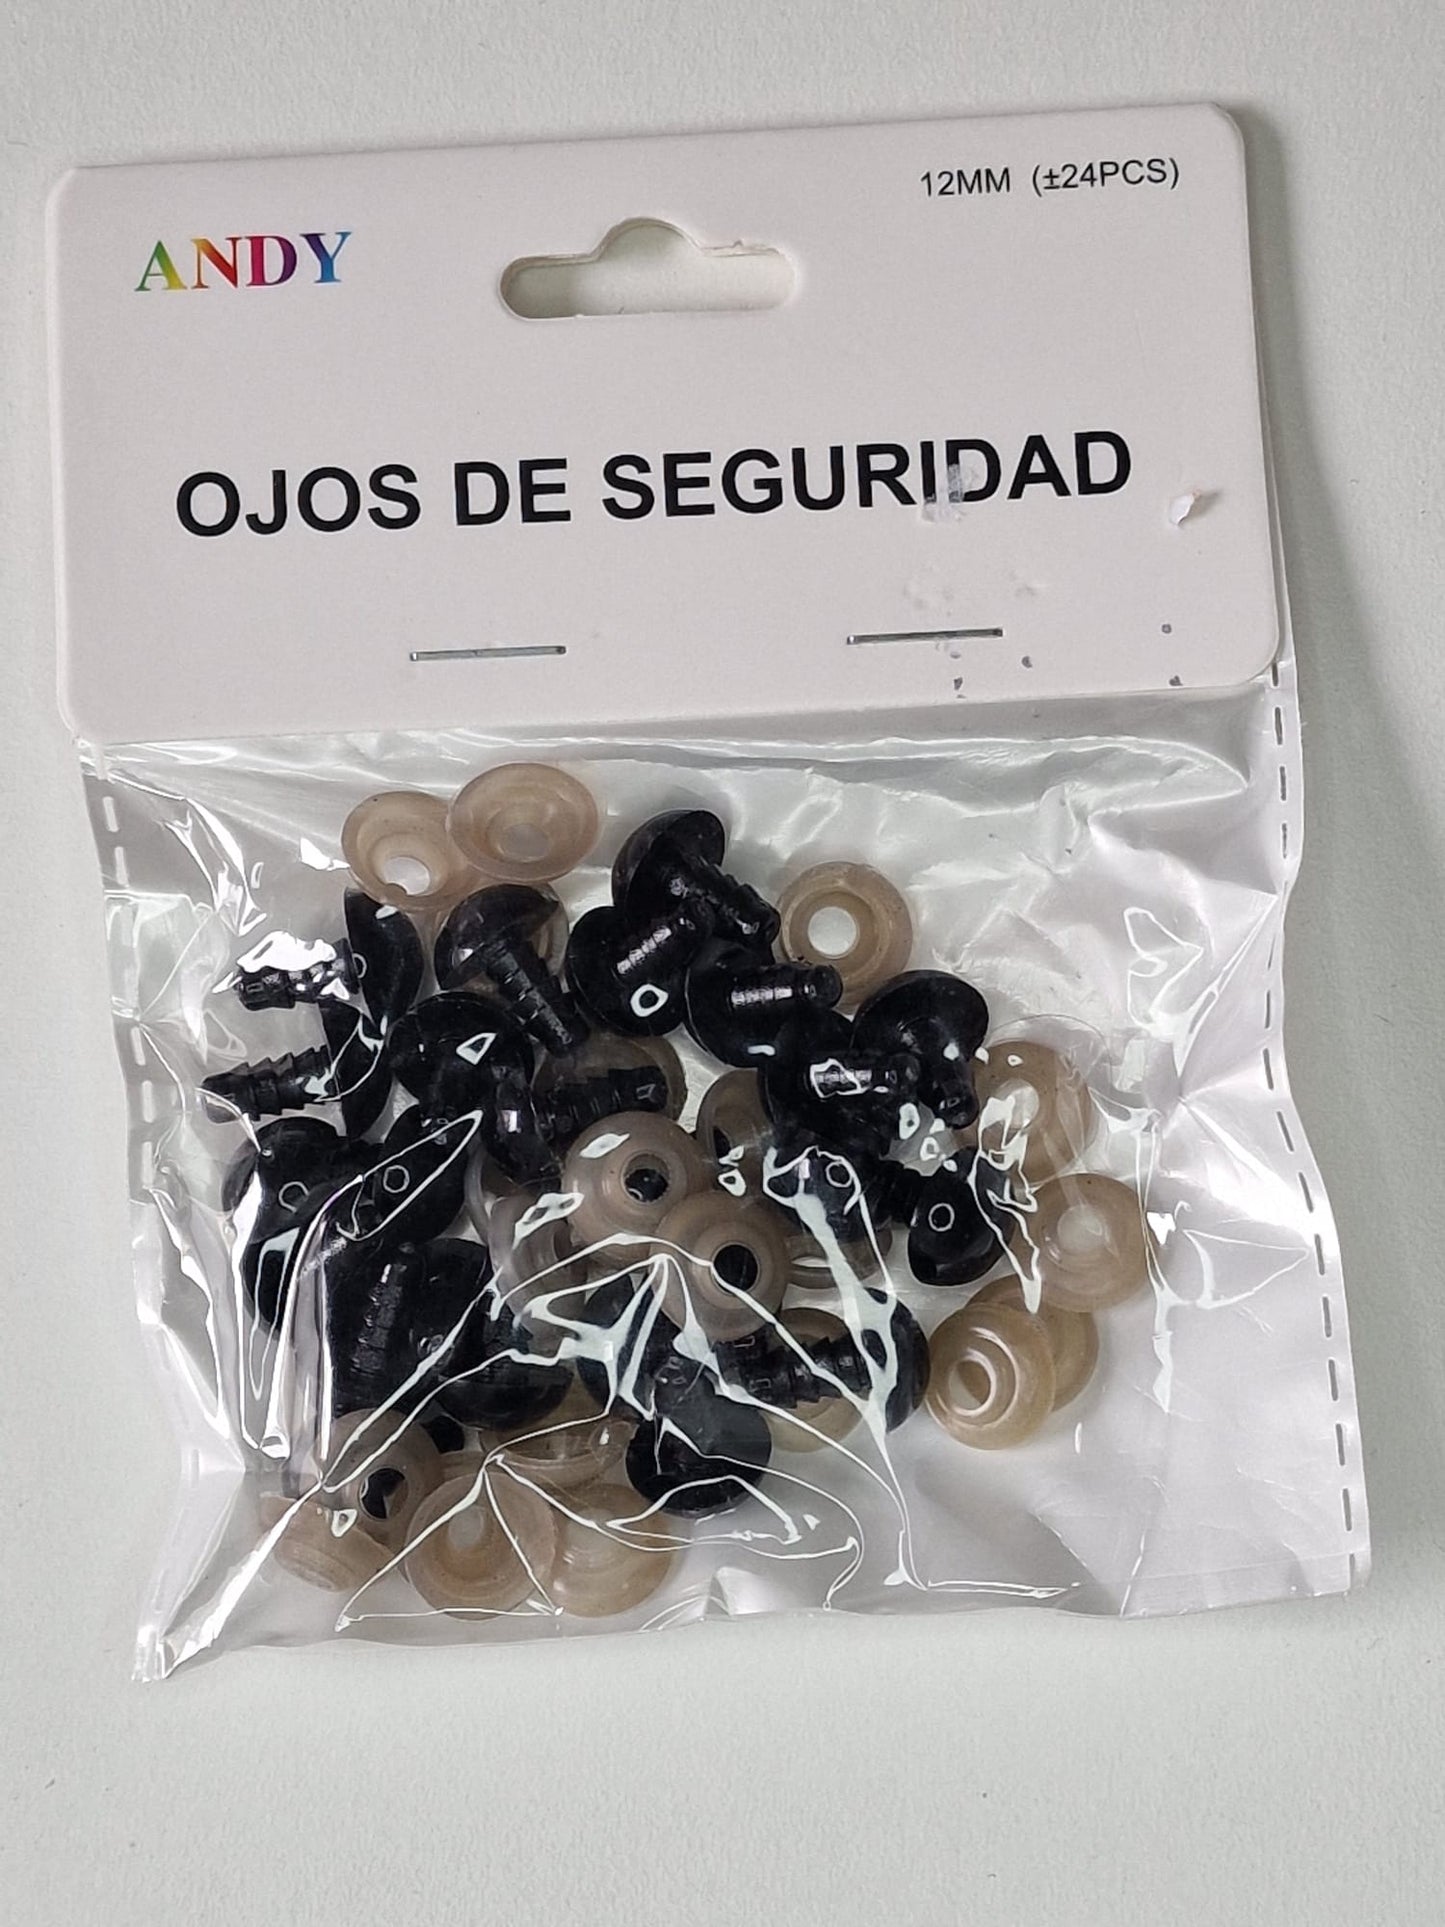 12MM (±24PCS)
ANDY
OJOS DE SEGURIDAD